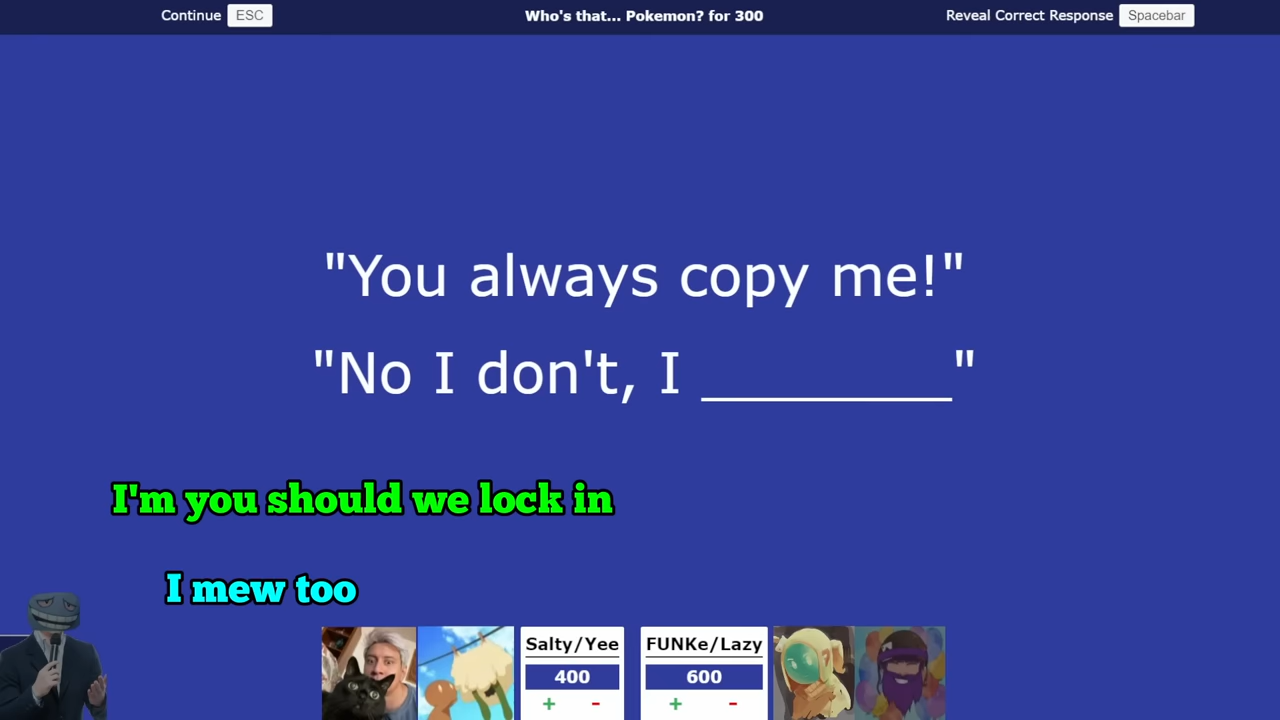 Continue ESC Who's that... Pokemon? for 300 Reveal Correct Response Spacebar
"You always copy me!"
"No I don't, I ________"
I'm you should we lock in
I mew too
Salty/Yee FUNKe/Lazy
400 600
+ - + -